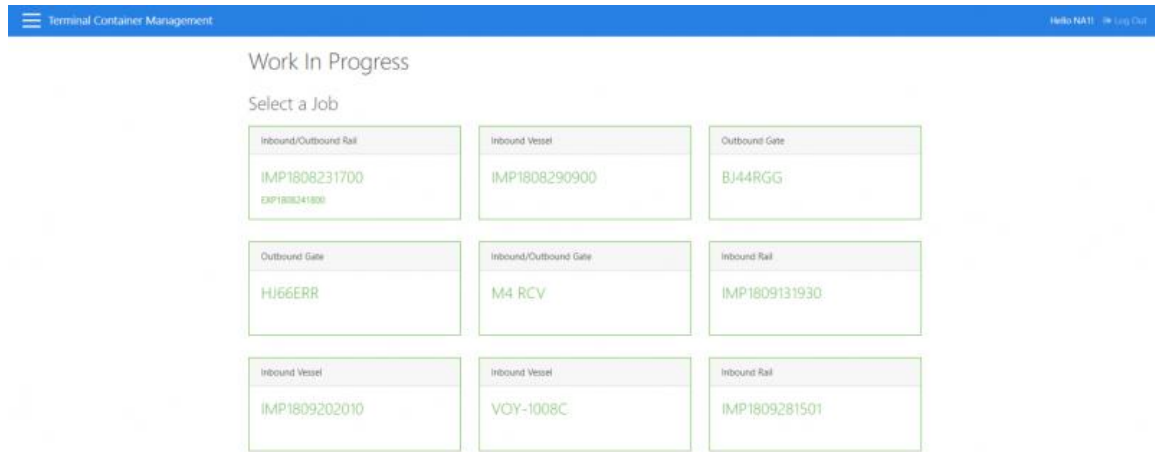 Terminal Container Management Hello NA1! Log Out
Work In Progress
Select a Job
Inbound/Outbound Rail
IMP1808231700
EXP1808241800
Inbound Vessel
IMP1808290900
Outbound Gate
BJ44RGG
Outbound Gate
HJ66ERR
Inbound/Outbound Gate
M4 RCV
Inbound Rail
IMP1809131930
Inbound Vessel
IMP1809202010
Inbound Vessel
VOY-1008C
Inbound Rail
IMP1809281501